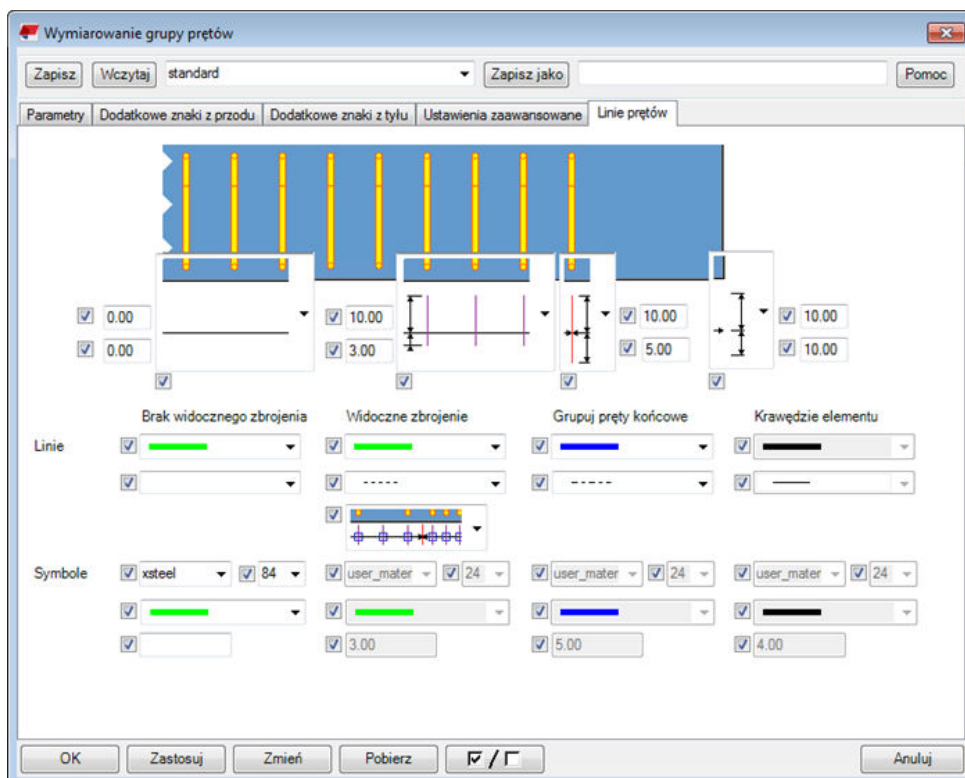 Wymiarowanie grupy prętów
Zapisz Wczytaj standard Zapisz jako Pomoc
Parametry Dodatkowe znaki z przodu Dodatkowe znaki z tyłu Ustawienia zaawansowane Linie prętów
0.00 10.00 10.00 10.00
0.00 3.00 5.00 10.00
Brak widocznego zbrojenia Widoczne zbrojenie Grupuj pręty końcowe Krawędzie elementu
Linie
Symbole xsteel 84 user_mater 24 user_mater 24 user_mater 24
3.00 5.00 4.00
OK Zastosuj Zmień Pobierz / Anuluj